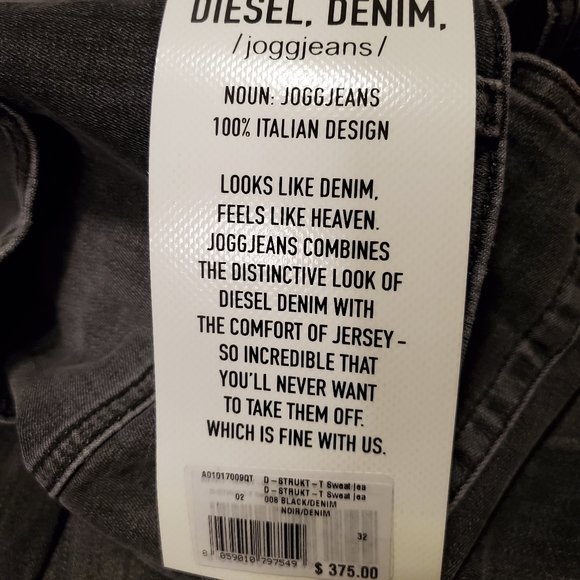 DIESEL. DENIM.
/joggjeans/
NOUN: JOGGJEANS
100% ITALIAN DESIGN
LOOKS LIKE DENIM,
FEELS LIKE HEAVEN.
JOGGJEANS COMBINES
THE DISTINCTIVE LOOK OF
DIESEL DENIM WITH
THE COMFORT OF JERSEY-
SO INCREDIBLE THAT
YOU'LL NEVER WANT
TO TAKE THEM OFF.
WHICH IS FINE WITH US.
A01017009QT D-STRUKT-T Sweat jea
D-STRUKT-T Sweat jea
02 008 BLACK/DENIM
NOIR/DENIM
32
8 059010 797549
$ 375.00